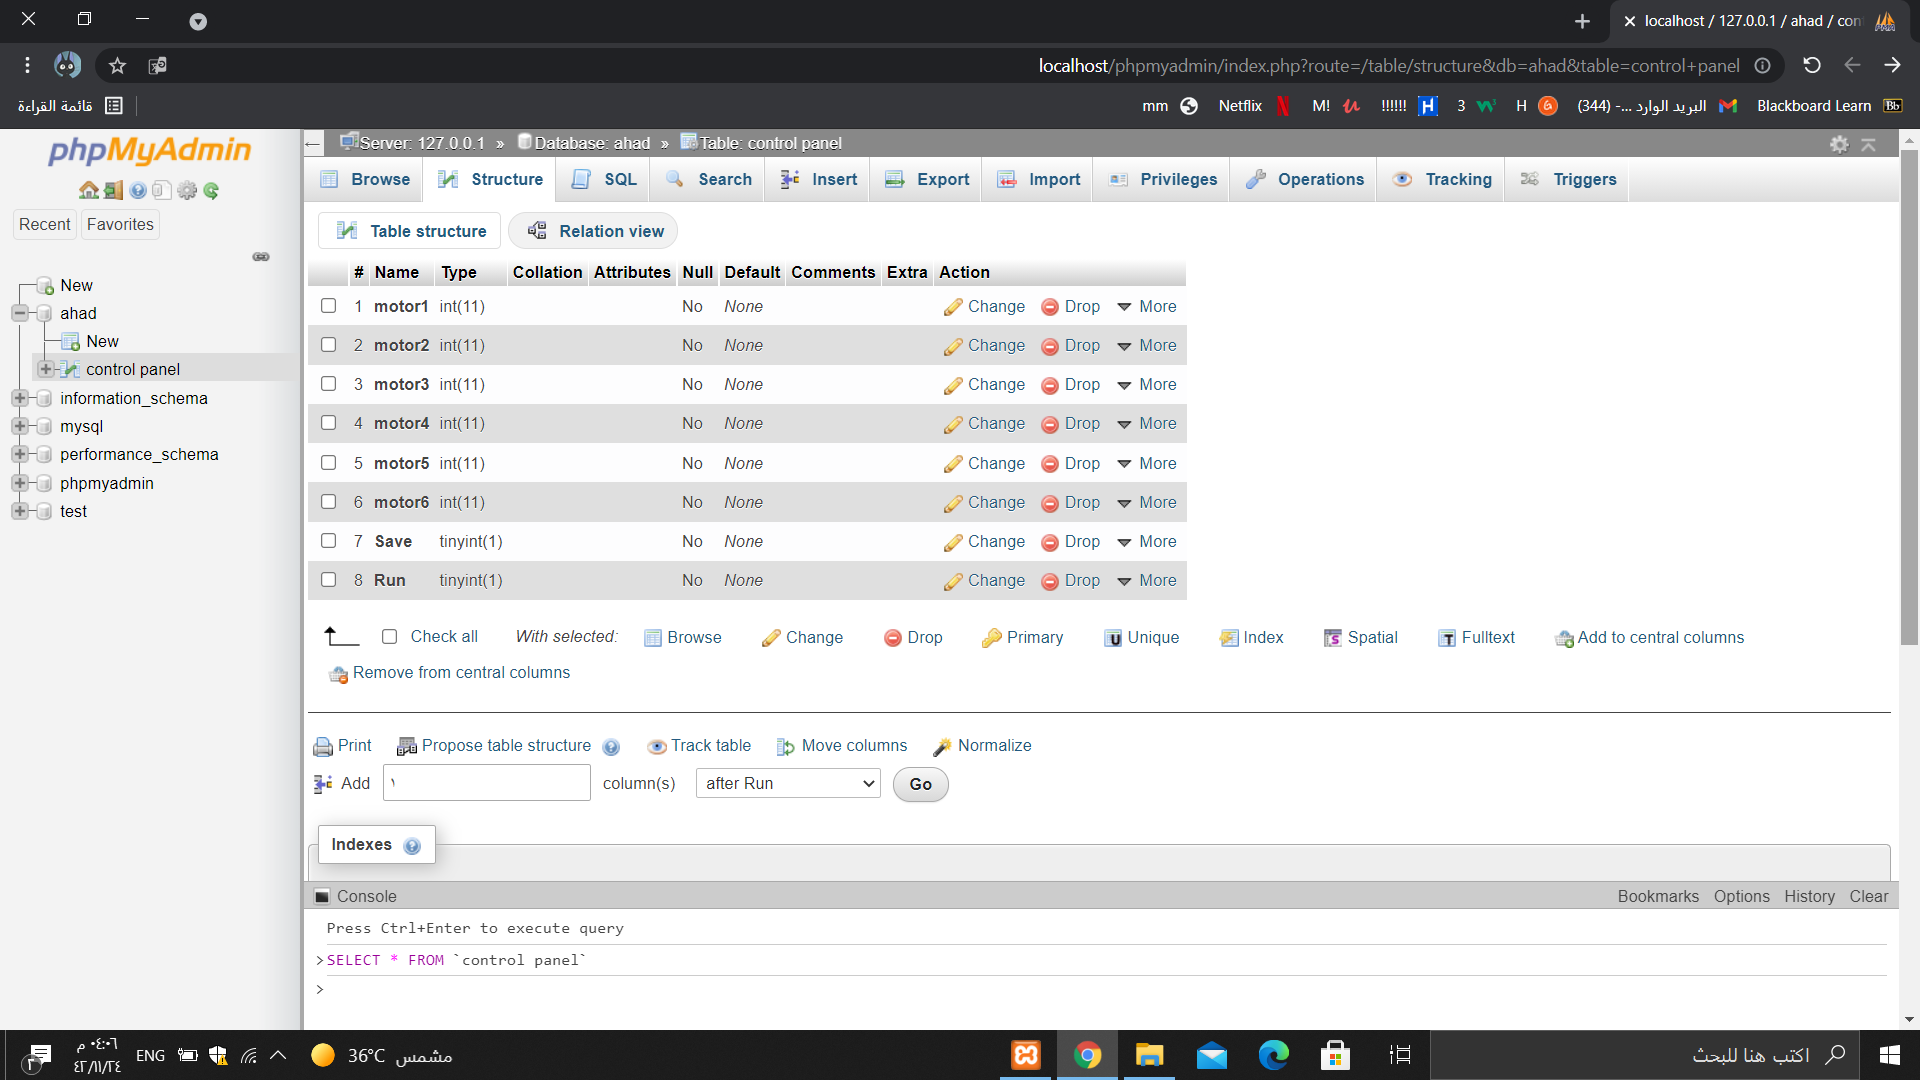 localhost / 127.0.0.1 / ahad / con
localhost/phpmyadmin/index.php?route=/table/structure&db=ahad&table=control+panel
قائمة القراءة
mm
Netflix
M!
!!!!!!
H
3
H
البريد الوارد ...- (344)
Blackboard Learn
Bb
phpMyAdmin
Recent
Favorites
New
ahad
New
control panel
information_schema
mysql
performance_schema
phpmyadmin
test
Server: 127.0.0.1 » Database: ahad » Table: control panel
Browse Structure SQL Search Insert Export Import Privileges Operations Tracking Triggers
Table structure Relation view
# Name Type Collation Attributes Null Default Comments Extra Action
1 motor1 int(11) No None Change Drop More
2 motor2 int(11) No None Change Drop More
3 motor3 int(11) No None Change Drop More
4 motor4 int(11) No None Change Drop More
5 motor5 int(11) No None Change Drop More
6 motor6 int(11) No None Change Drop More
7 Save tinyint(1) No None Change Drop More
8 Run tinyint(1) No None Change Drop More
Check all With selected: Browse Change Drop Primary Unique Index Spatial Fulltext Add to central columns
Remove from central columns
Print Propose table structure Track table Move columns Normalize
Add ١ column(s) after Run Go
Indexes
Console Bookmarks Options History Clear
Press Ctrl+Enter to execute query
>SELECT * FROM `control panel`
>
٠٤:٠٦ م
٤٢/١١/٢٤
ENG
36°C مشمس
اكتب هنا للبحث